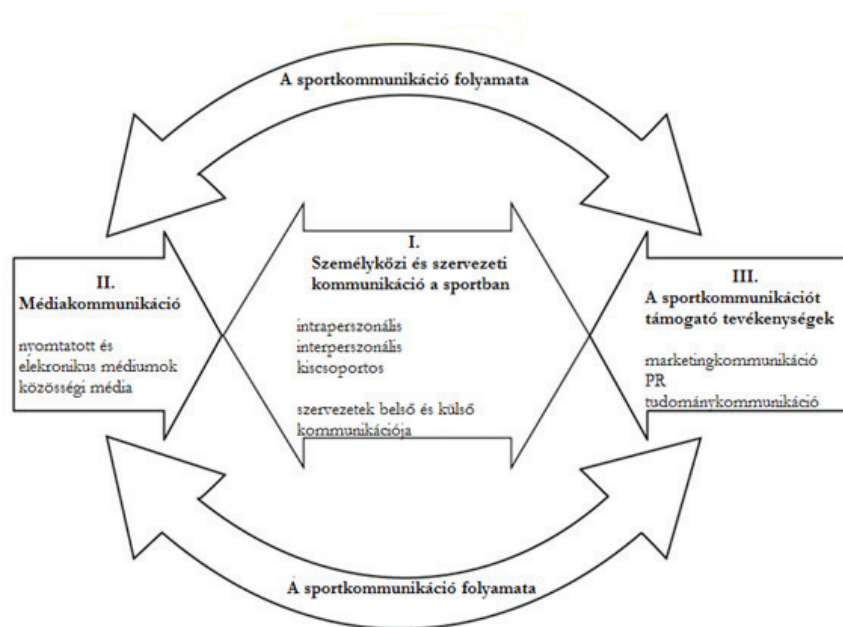 A sportkommunikáció folyamata
II.
Médiakommunikáció
nyomtatott és
elekronikus médiumok
közösségi média
I.
Személyközi és szervezeti
kommunikáció a sportban
intraperszonális
interperszonális
kiscsoportos
szervezetek belső és külső
kommunikációja
III.
A sportkommunikációt
támogató tevékenységek
marketingkommunikáció
PR
tudománykommunikáció
A sportkommunikáció folyamata